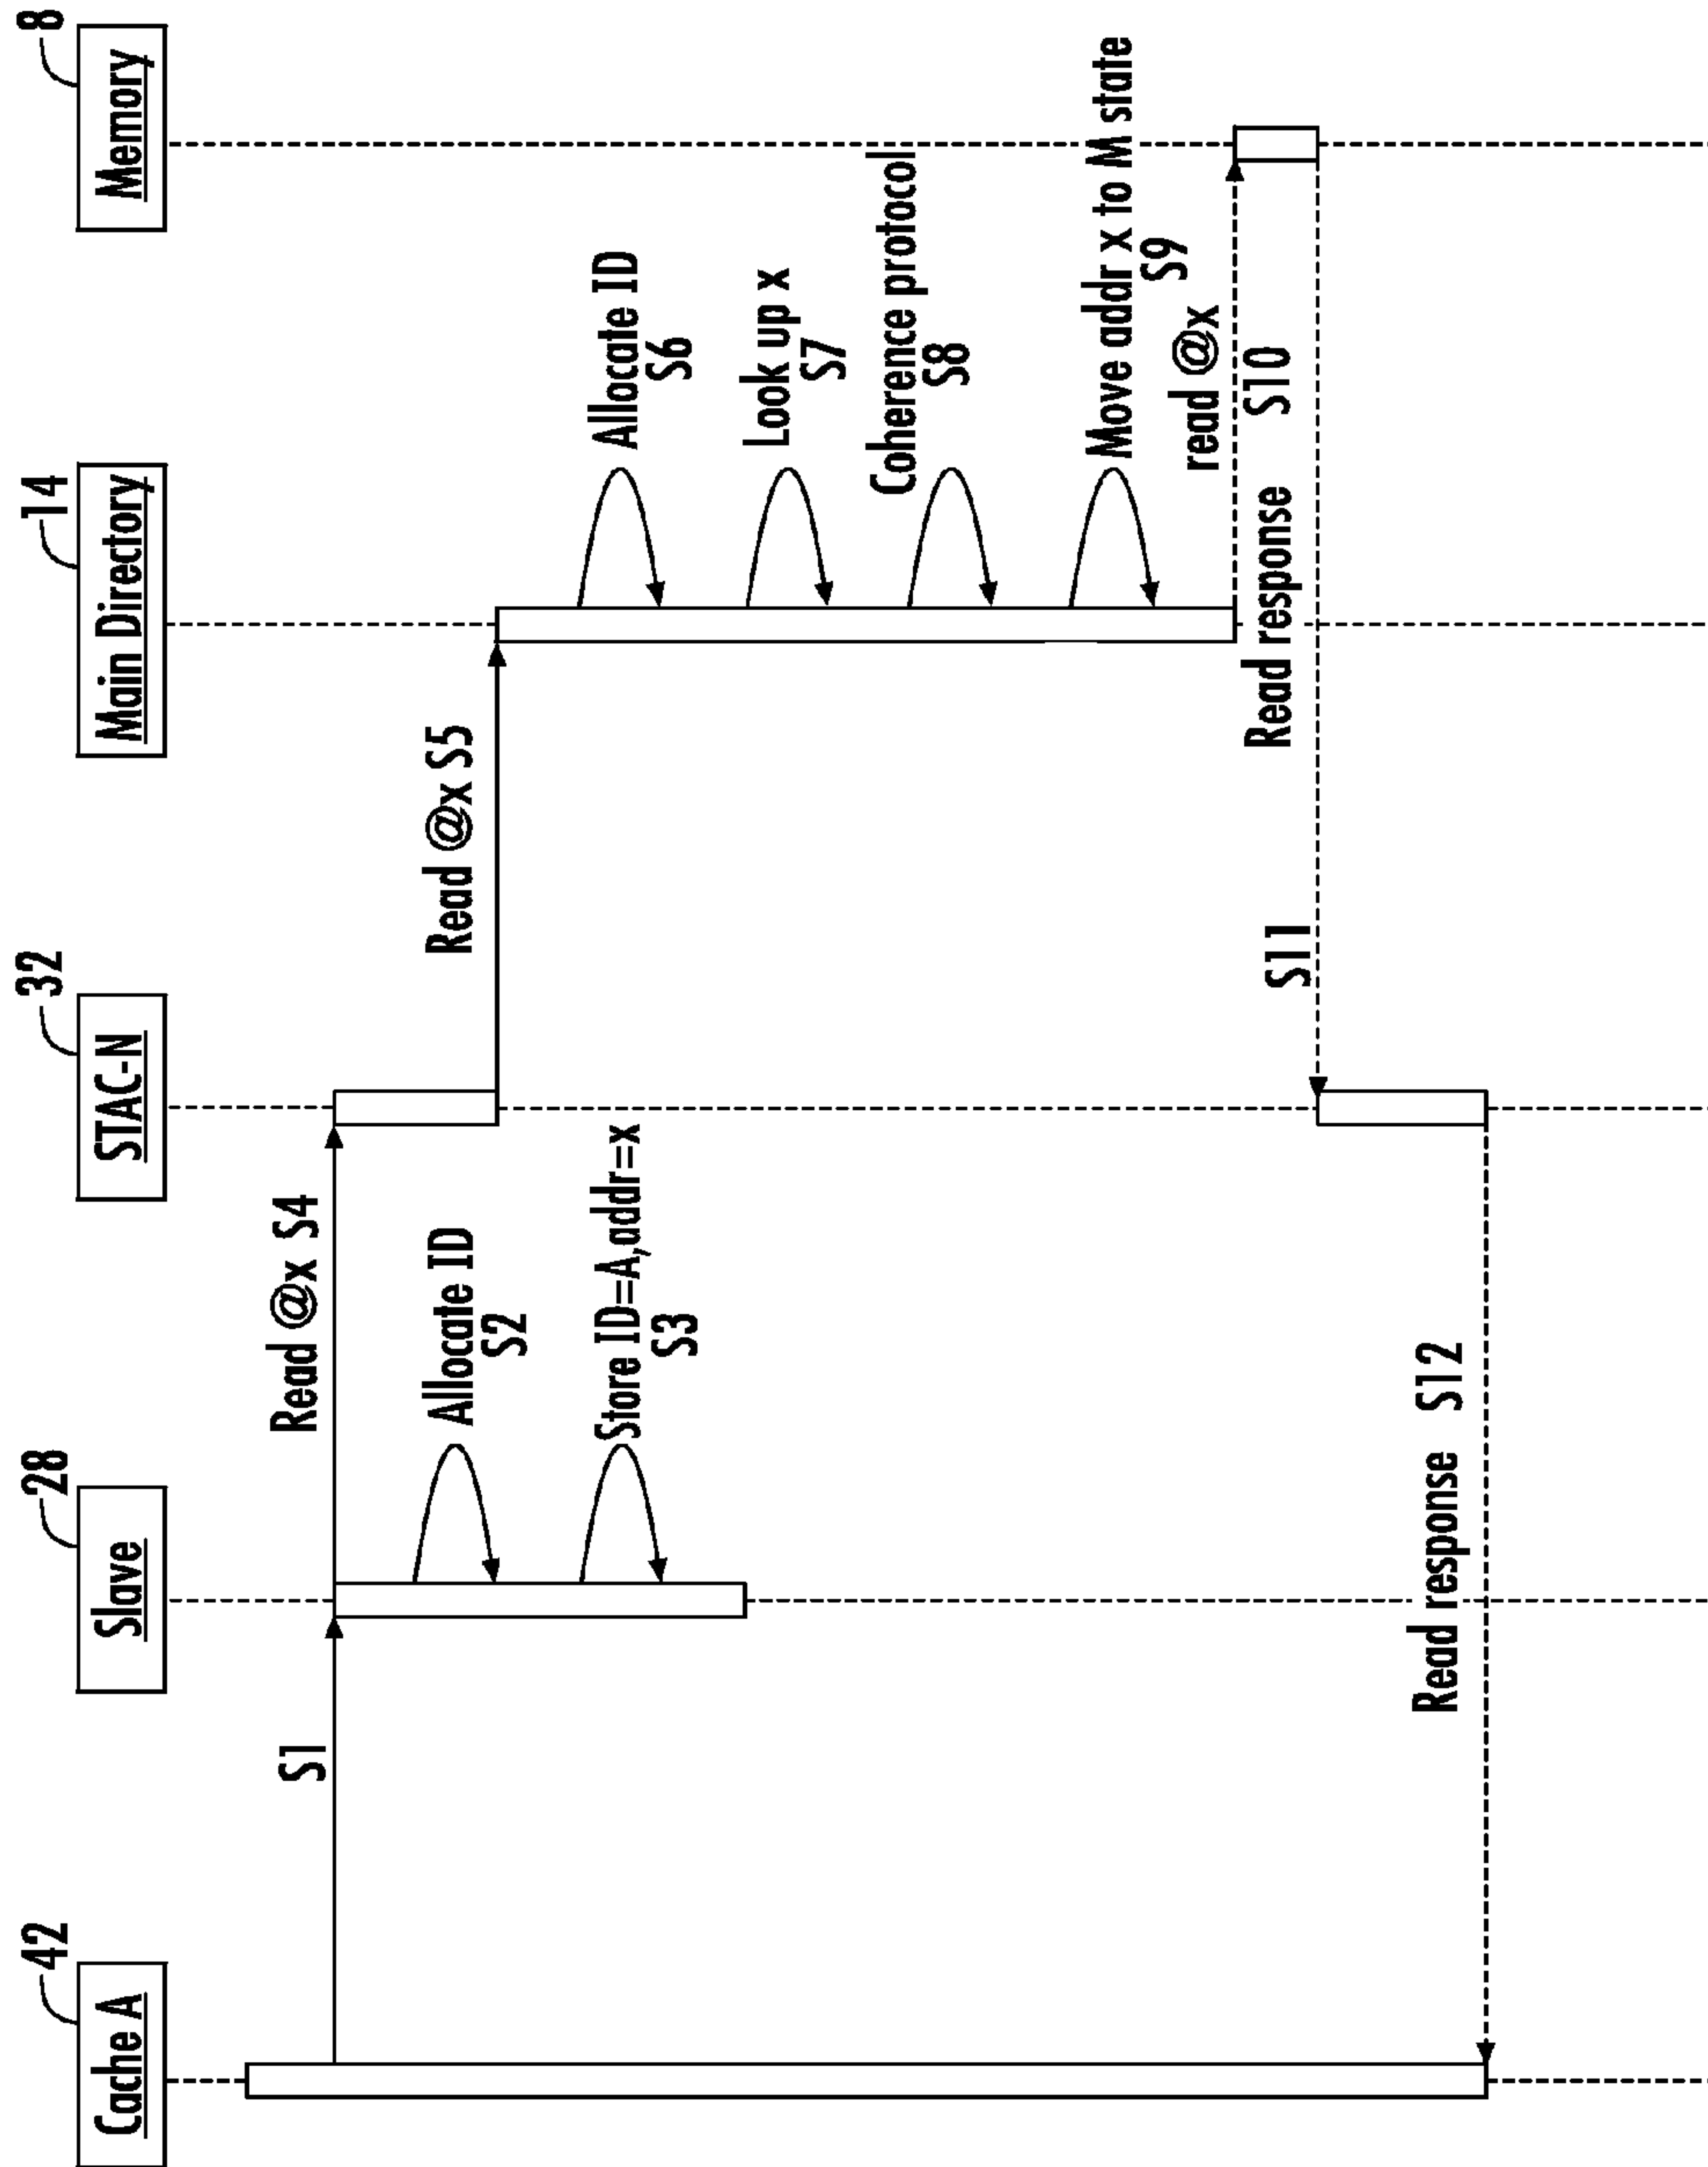 42
28
32
14
8
Cache A
Slave
STAC-N
Main Directory
Memory
S1
Read @x S4
Allocate ID
S2
Store ID=A,addr=x
S3
Read @x S5
Allocate ID
S6
Look up x
S7
Coherence protocol
S8
Move addr x to M state
S9
read @x
S10
Read response
S11
Read response S12